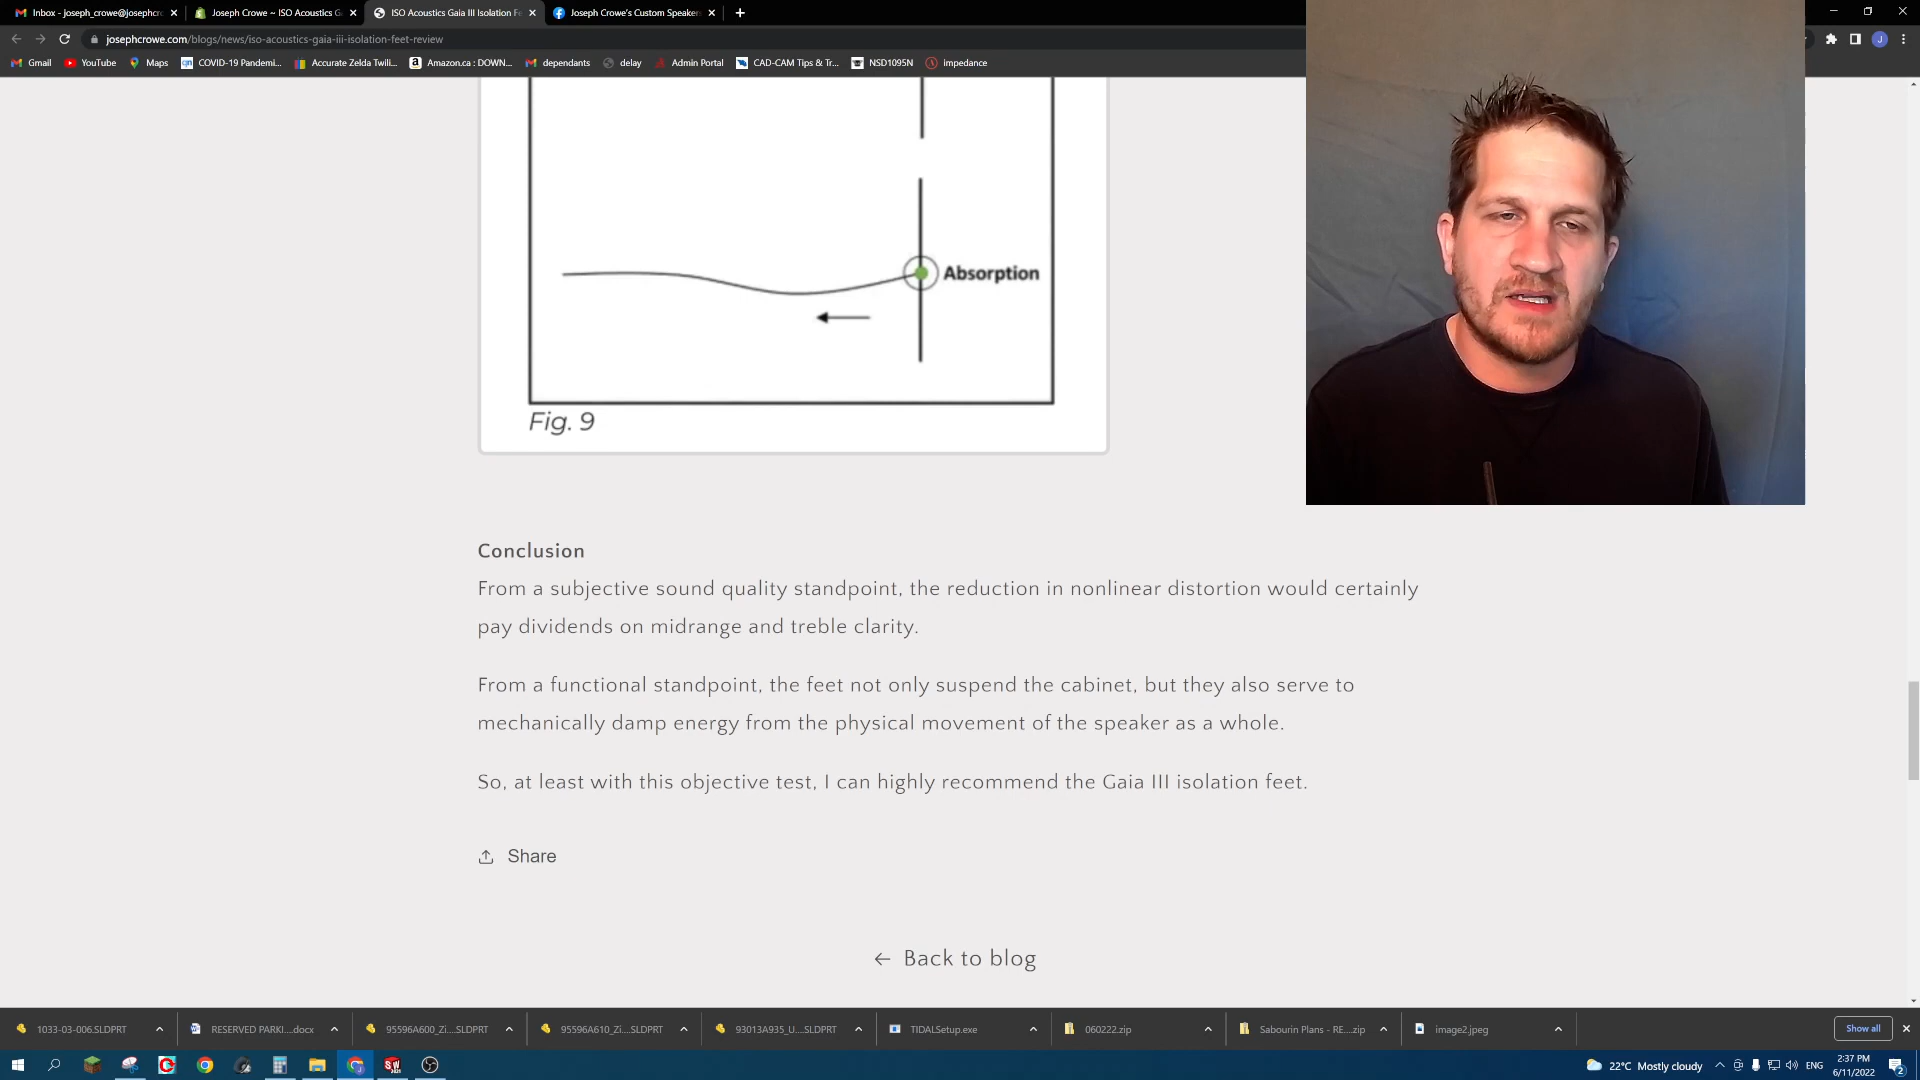 Inbox - joseph_crowe@josephcr
Joseph Crowe ~ ISO Acoustics G
ISO Acoustics Gaia III Isolation Fe
Joseph Crowe's Custom Speaker
josephcrowe.com/blogs/news/iso-acoustics-gaia-iii-isolation-feet-review
Gmail
YouTube
Maps
COVID-19 Pandemi...
Accurate Zelda Twili...
Amazon.ca : DOWN...
dependants
delay
Admin Portal
CAD-CAM Tips & Tr...
NSD1095N
impedance
J
Absorption
Fig. 9
Conclusion
From a subjective sound quality standpoint, the reduction in nonlinear distortion would certainly
pay dividends on midrange and treble clarity.
From a functional standpoint, the feet not only suspend the cabinet, but they also serve to
mechanically damp energy from the physical movement of the speaker as a whole.
So, at least with this objective test, I can highly recommend the Gaia III isolation feet.
Share
← Back to blog
1033-03-006.SLDPRT
RESERVED PARKI....docx
95596A600_Zi....SLDPRT
95596A610_Zi....SLDPRT
93013A935_U....SLDPRT
TIDALSetup.exe
060222.zip
Sabourin Plans - RE....zip
image2.jpeg
Show all
22°C Mostly cloudy
ENG
2:37 PM
6/11/2022
2